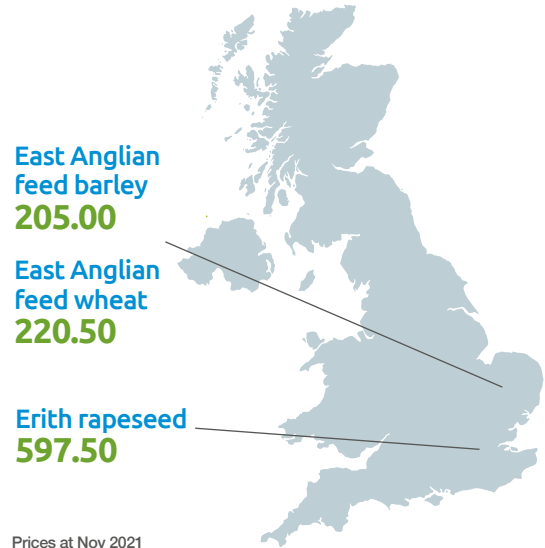 East Anglian
feed barley
205.00
East Anglian
feed wheat
220.50
Erith rapeseed
597.50
Prices at Nov 2021